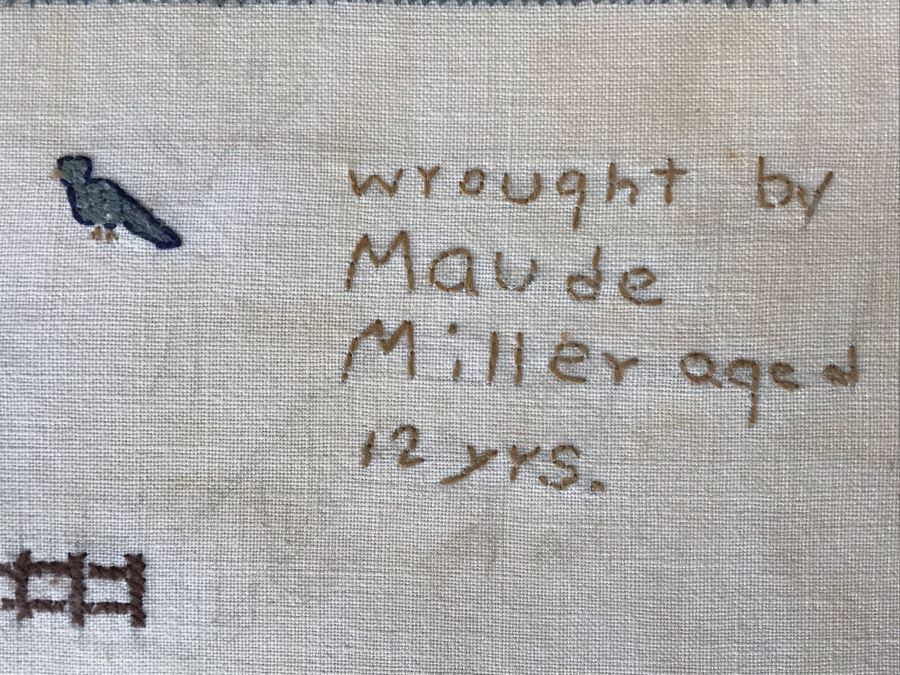 wrought by
Maude
Miller aged
12 yrs.